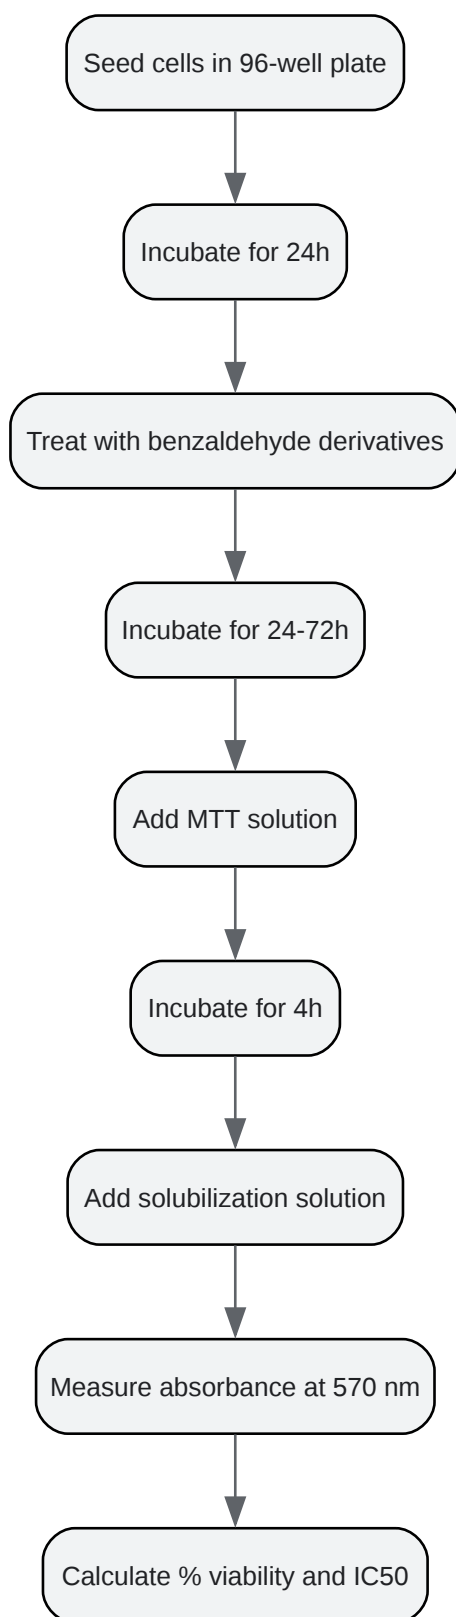 Seed cells in 96-well plate
Incubate for 24h
Treat with benzaldehyde derivatives
Incubate for 24-72h
Add MTT solution
Incubate for 4h
Add solubilization solution
Measure absorbance at 570 nm
Calculate % viability and IC50